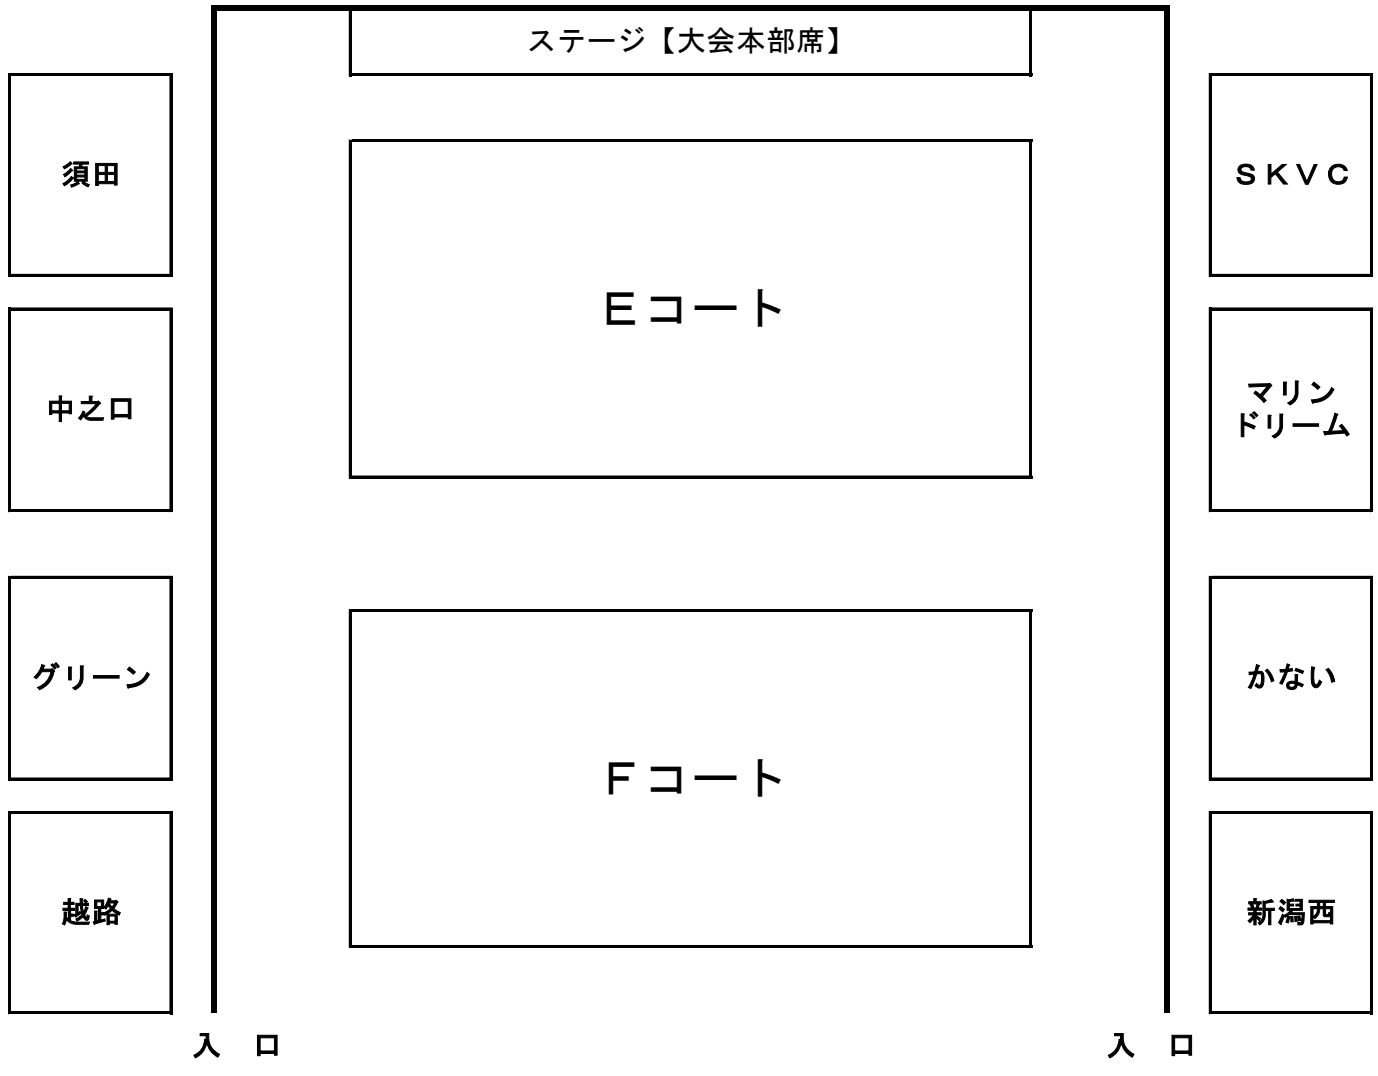 ステージ【大会本部席】
須田
ＳＫＶＣ
Ｅコート
中之口
マリン
ドリーム
グリーン
かない
Ｆコート
越路
新潟西
入　口
入　口